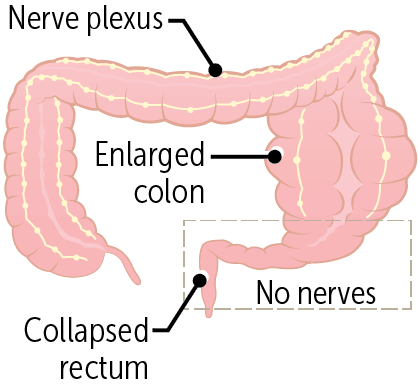 Nerve plexus
Enlarged
colon
No nerves
Collapsed
rectum